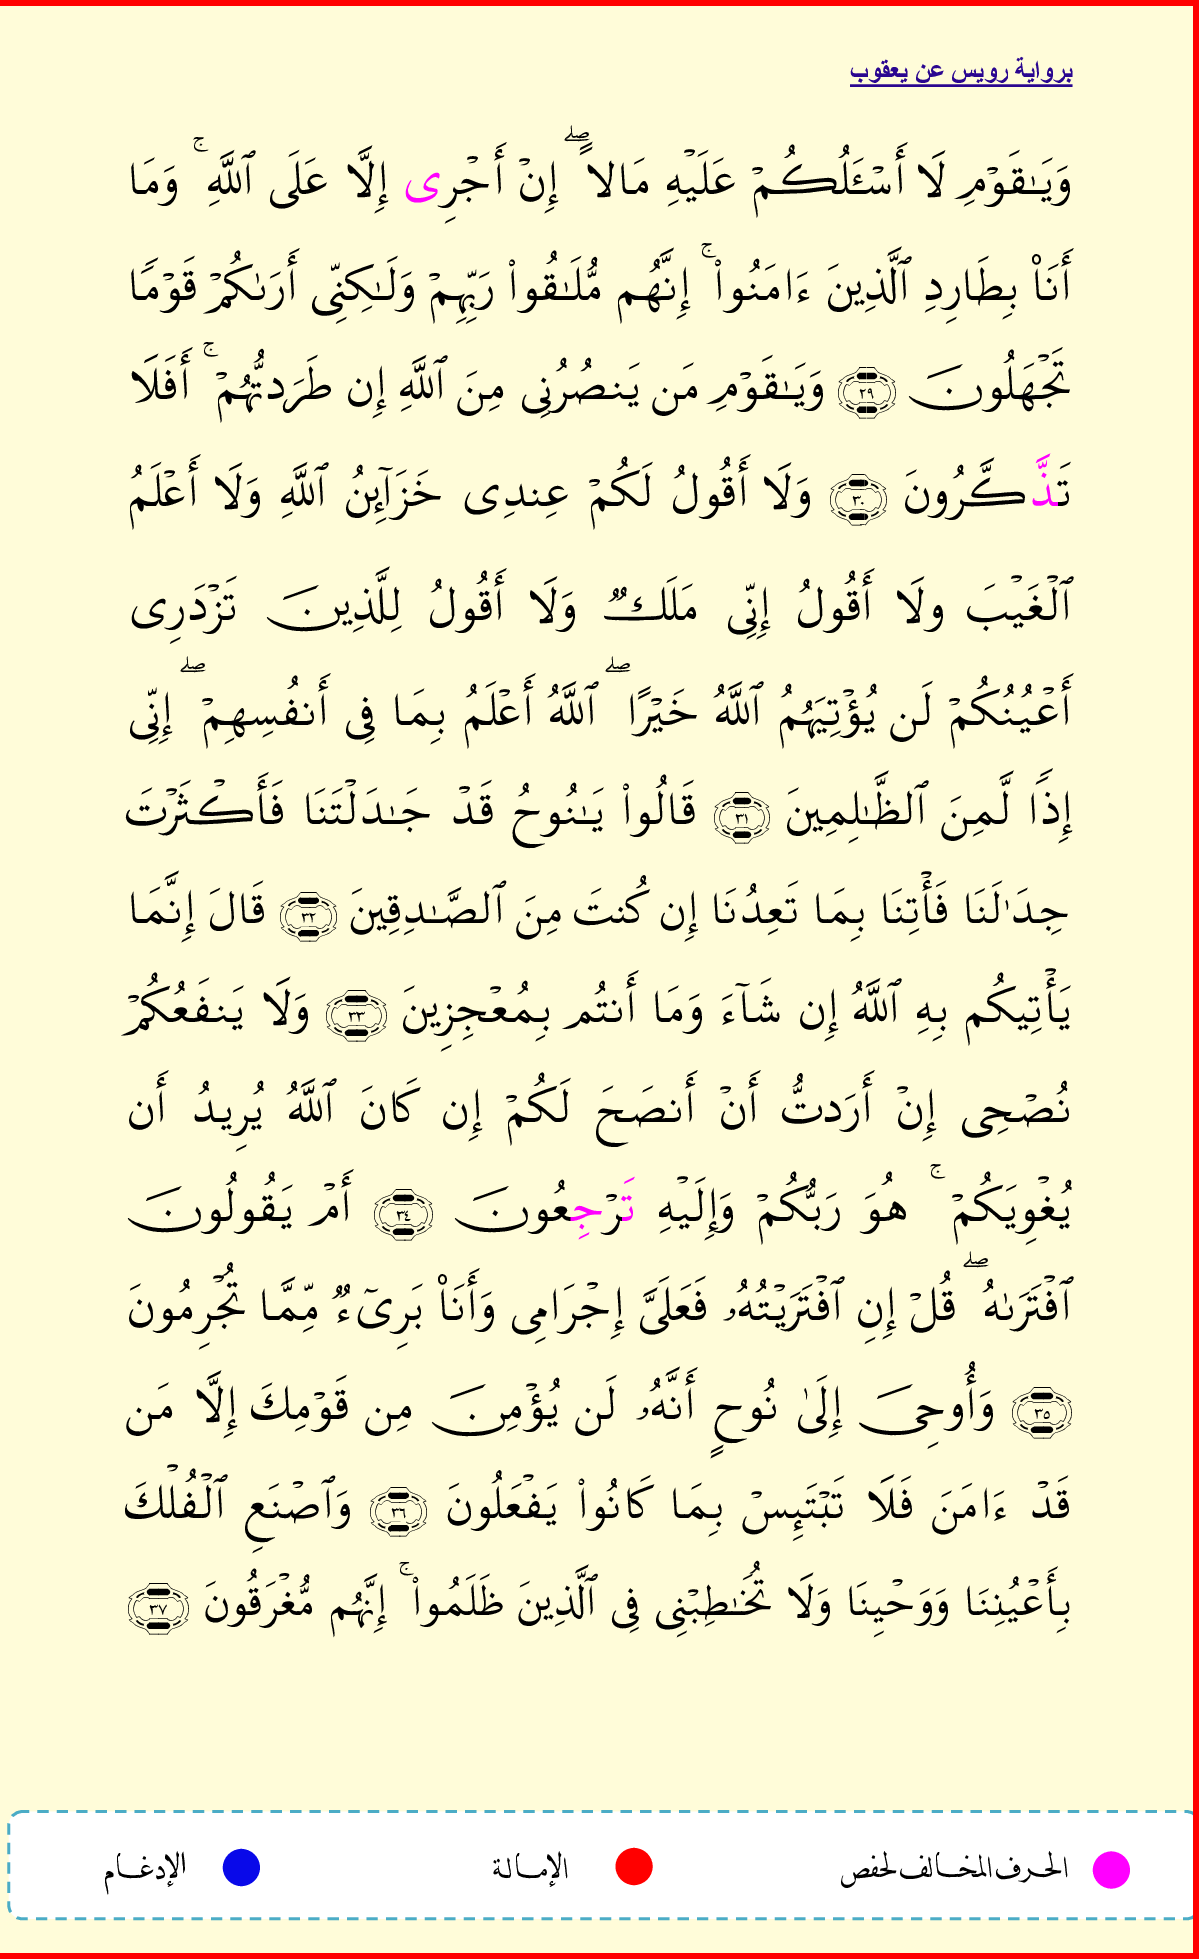 برواية رويس عن يعقوب
وَيَـٰقَوْمِ لَا أَسْـَٔلُكُمْ عَلَيْهِ مَالًا ۖ إِنْ أَجْرِى إِلَّا عَلَى ٱللَّهِ ۚ وَمَا
أَنَا۠ بِطَارِدِ ٱلَّذِينَ ءَامَنُوا۟ ۚ إِنَّهُم مُّلَـٰقُوا۟ رَبِّهِمْ وَلَـٰكِنِّى أَرَىٰكُمْ قَوْمًا
تَجْهَلُونَ ٢٩ وَيَـٰقَوْمِ مَن يَنصُرُنِى مِنَ ٱللَّهِ إِن طَرَدتُّهُمْ ۚ أَفَلَا
تَذَّكَّرُونَ ٣٠ وَلَا أَقُولُ لَكُمْ عِندِى خَزَآئِنُ ٱللَّهِ وَلَا أَعْلَمُ
ٱلْغَيْبَ وَلَا أَقُولُ إِنِّى مَلَكٌ وَلَا أَقُولُ لِلَّذِينَ تَزْدَرِى
أَعْيُنُكُمْ لَن يُؤْتِيَهُمُ ٱللَّهُ خَيْرًا ۖ ٱللَّهُ أَعْلَمُ بِمَا فِى أَنفُسِهِمْ ۖ إِنِّى
إِذًا لَّمِنَ ٱلظَّـٰلِمِينَ ٣١ قَالُوا۟ يَـٰنُوحُ قَدْ جَـٰدَلْتَنَا فَأَكْثَرْتَ
جِدَٰلَنَا فَأْتِنَا بِمَا تَعِدُنَا إِن كُنتَ مِنَ ٱلصَّـٰدِقِينَ ٣٢ قَالَ إِنَّمَا
يَأْتِيكُم بِهِ ٱللَّهُ إِن شَآءَ وَمَا أَنتُم بِمُعْجِزِينَ ٣٣ وَلَا يَنفَعُكُمْ
نُصْحِى إِنْ أَرَدتُّ أَنْ أَنصَحَ لَكُمْ إِن كَانَ ٱللَّهُ يُرِيدُ أَن
يُغْوِيَكُمْ ۚ هُوَ رَبُّكُمْ وَإِلَيْهِ تَرْجِعُونَ ٣٤ أَمْ يَقُولُونَ
ٱفْتَرَىٰهُ ۖ قُلْ إِنِ ٱفْتَرَيْتُهُۥ فَعَلَىَّ إِجْرَامِى وَأَنَا۠ بَرِىٓءٌ مِّمَّا تُجْرِمُونَ
٣٥ وَأُوحِىَ إِلَىٰ نُوحٍ أَنَّهُۥ لَن يُؤْمِنَ مِن قَوْمِكَ إِلَّا مَن
قَدْ ءَامَنَ فَلَا تَبْتَئِسْ بِمَا كَانُوا۟ يَفْعَلُونَ ٣٦ وَٱصْنَعِ ٱلْفُلْكَ
بِأَعْيُنِنَا وَوَحْيِنَا وَلَا تُخَـٰطِبْنِى فِى ٱلَّذِينَ ظَلَمُوا۟ ۚ إِنَّهُم مُّغْرَقُونَ ٣٧
الحرف المخالف لحفص الإمالة الإدغام